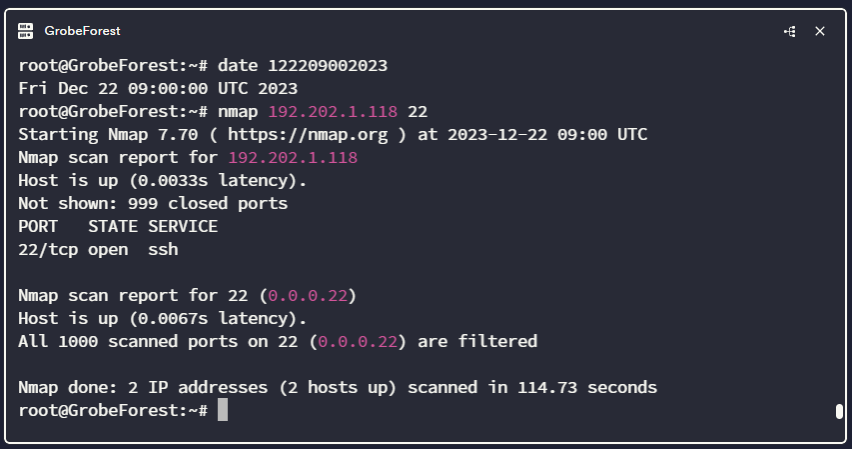 GrobeForest
root@GrobeForest:~# date 122209002023
Fri Dec 22 09:00:00 UTC 2023
root@GrobeForest:~# nmap 192.202.1.118 22
Starting Nmap 7.70 ( https://nmap.org ) at 2023-12-22 09:00 UTC
Nmap scan report for 192.202.1.118
Host is up (0.0033s latency).
Not shown: 999 closed ports
PORT   STATE SERVICE
22/tcp open  ssh

Nmap scan report for 22 (0.0.0.22)
Host is up (0.0067s latency).
All 1000 scanned ports on 22 (0.0.0.22) are filtered

Nmap done: 2 IP addresses (2 hosts up) scanned in 114.73 seconds
root@GrobeForest:~#